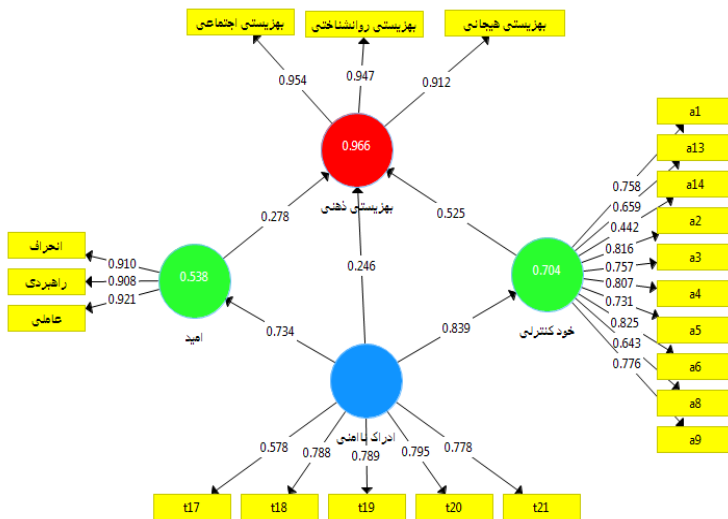 بهزیستی اجتماعی
بهزیستی روانشناختی
بهزیستی هیجانی
0.954
0.947
0.912
0.966
بهزیستی ذهنی
a1
a13
a14
a2
a3
a4
a5
a6
a8
a9
0.758
0.659
0.442
0.816
0.757
0.807
0.731
0.825
0.643
0.776
0.278
0.525
0.246
انحراف
راهبردی
عاملی
0.910
0.908
0.921
0.538
امید
0.704
خود کنترلی
0.734
0.839
ادراک ناامنی
0.578
0.788
0.789
0.795
0.778
t17
t18
t19
t20
t21